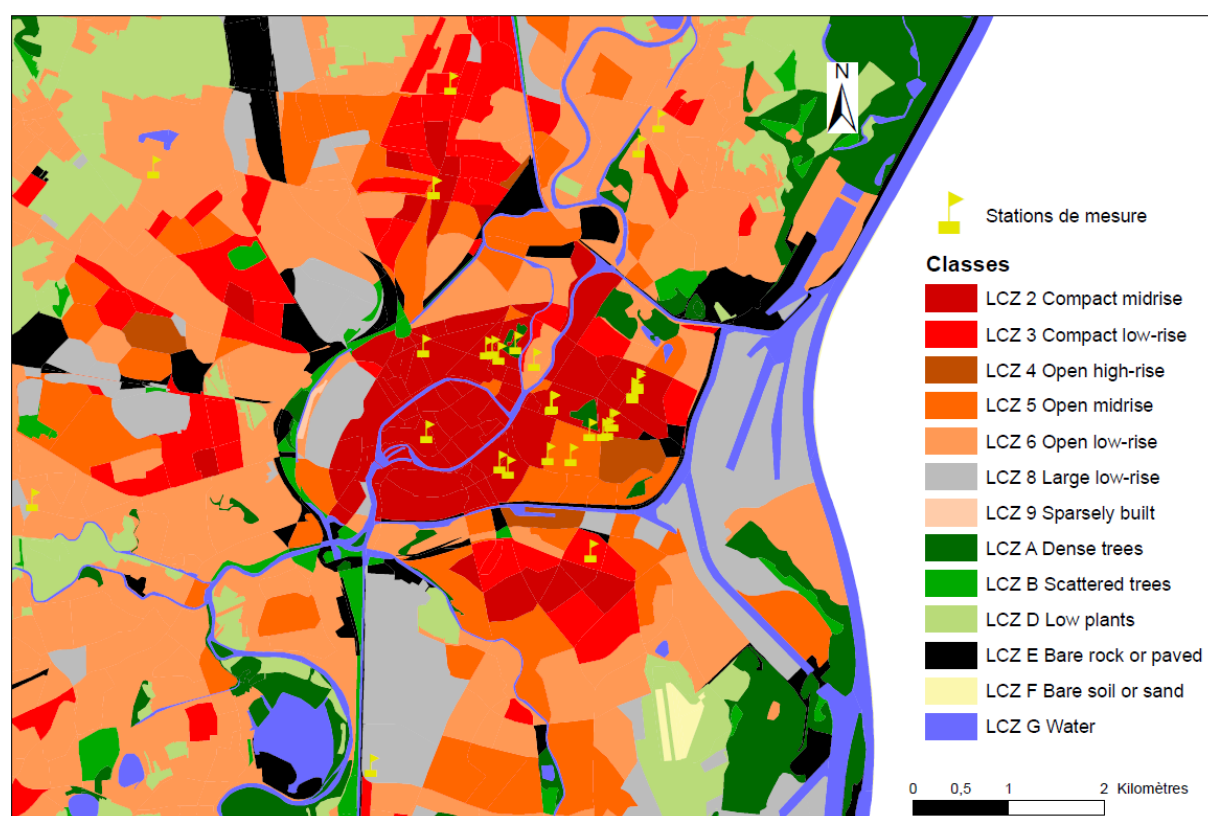 N
Stations de mesure
Classes
LCZ 2 Compact midrise
LCZ 3 Compact low-rise
LCZ 4 Open high-rise
LCZ 5 Open midrise
LCZ 6 Open low-rise
LCZ 8 Large low-rise
LCZ 9 Sparsely built
LCZ A Dense trees
LCZ B Scattered trees
LCZ D Low plants
LCZ E Bare rock or paved
LCZ F Bare soil or sand
LCZ G Water
0 0,5 1 2 Kilomètres